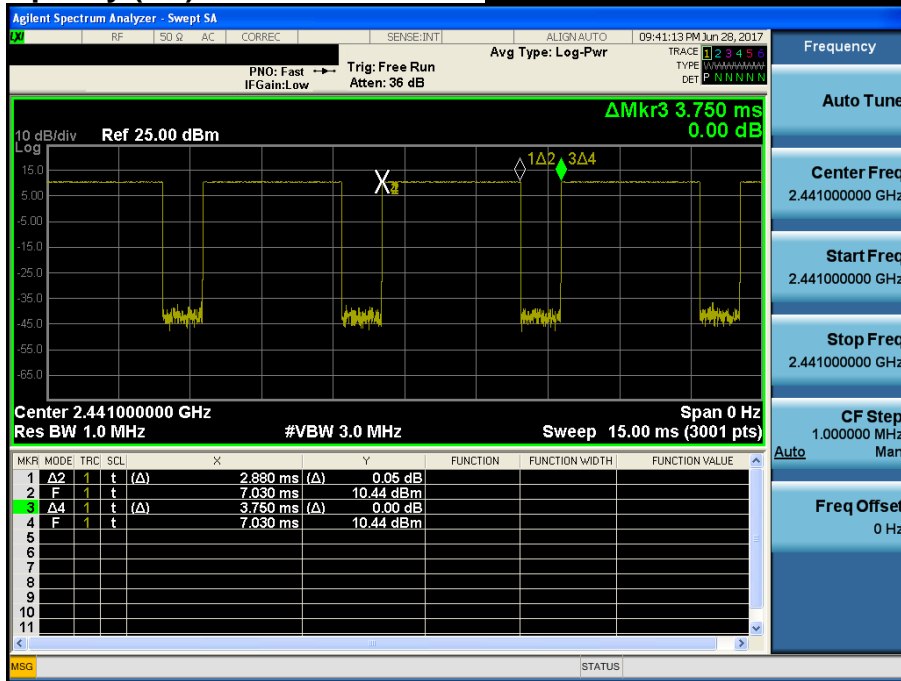 Agilent Spectrum Analyzer - Swept SA
LXI RF 50 Ω AC CORREC SENSE:INT ALIGN AUTO 09:41:13 PM Jun 28, 2017
Avg Type: Log-Pwr TRACE 1 2 3 4 5 6
TYPE WWWWWW
DET P N N N N N
PNO: Fast Trig: Free Run
IFGain:Low Atten: 36 dB
ΔMkr3 3.750 ms
0.00 dB
10 dB/div Ref 25.00 dBm
Log
15.0
5.00
-5.00
-15.0
-25.0
-35.0
-45.0
-55.0
-65.0
1Δ2 3Δ4
X
Center 2.441000000 GHz Span 0 Hz
Res BW 1.0 MHz #VBW 3.0 MHz Sweep 15.00 ms (3001 pts)
MKR MODE TRC SCL X Y FUNCTION FUNCTION WIDTH FUNCTION VALUE
1 Δ2 1 t (Δ) 2.880 ms (Δ) 0.05 dB
2 F 1 t 7.030 ms 10.44 dBm
3 Δ4 1 t (Δ) 3.750 ms (Δ) 0.00 dB
4 F 1 t 7.030 ms 10.44 dBm
5
6
7
8
9
10
11
MSG STATUS
Frequency
Auto Tune
Center Freq
2.441000000 GHz
Start Freq
2.441000000 GHz
Stop Freq
2.441000000 GHz
CF Step
1.000000 MHz
Auto Man
Freq Offset
0 Hz